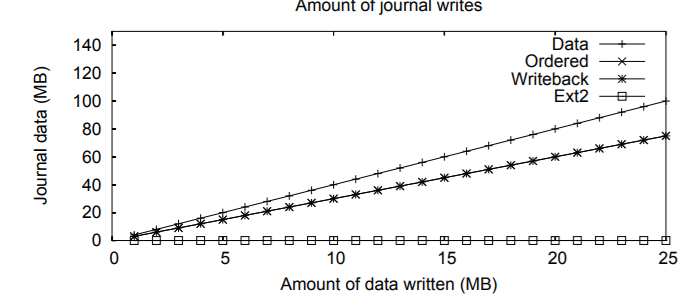 Amount of journal writes
140
120
100
80
60
40
20
0
Journal data (MB)
Data
Ordered
Writeback
Ext2
0 5 10 15 20 25
Amount of data written (MB)